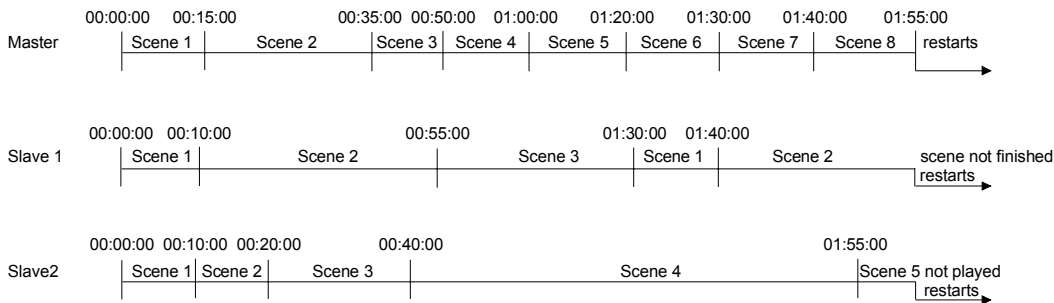 00:00:00 00:15:00 00:35:00 00:50:00 01:00:00 01:20:00 01:30:00 01:40:00 01:55:00
Master Scene 1 Scene 2 Scene 3 Scene 4 Scene 5 Scene 6 Scene 7 Scene 8 restarts
00:00:00 00:10:00 00:55:00 01:30:00 01:40:00
Slave 1 Scene 1 Scene 2 Scene 3 Scene 1 Scene 2 scene not finished
restarts
00:00:00 00:10:00 00:20:00 00:40:00 01:55:00
Slave2 Scene 1 Scene 2 Scene 3 Scene 4 Scene 5 not played
restarts